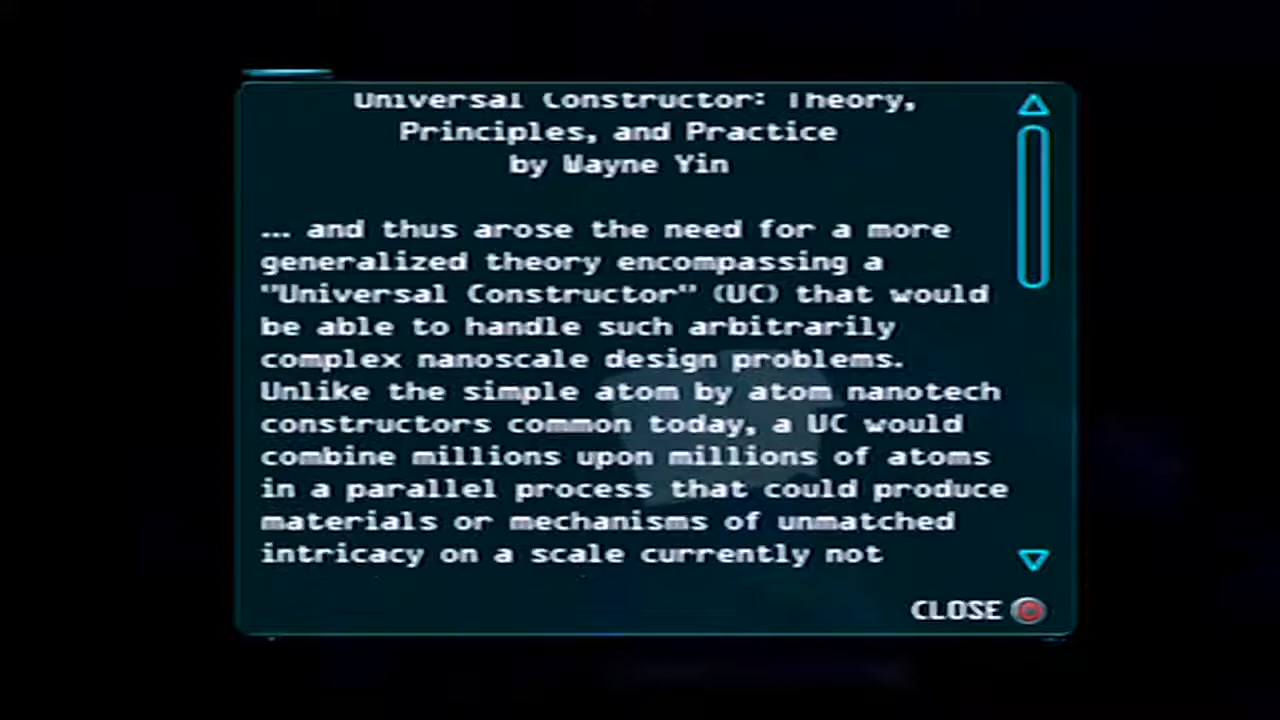 Universal Constructor: Theory,
Principles, and Practice
by Wayne Yin
... and thus arose the need for a more
generalized theory encompassing a
"Universal Constructor" (UC) that would
be able to handle such arbitrarily
complex nanoscale design problems.
Unlike the simple atom by atom nanotech
constructors common today, a UC would
combine millions upon millions of atoms
in a parallel process that could produce
materials or mechanisms of unmatched
intricacy on a scale currently not
CLOSE